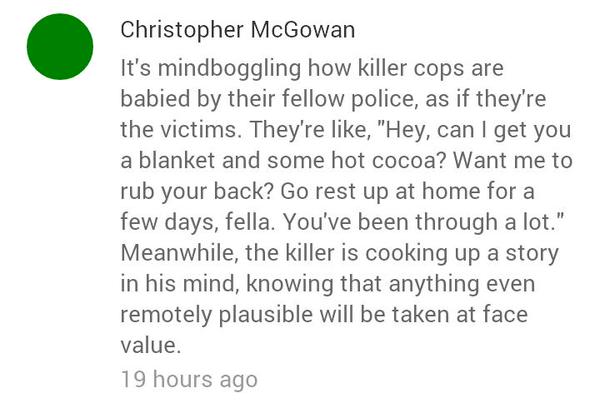 Christopher McGowan
It's mindboggling how killer cops are
babied by their fellow police, as if they're
the victims. They're like, "Hey, can I get you
a blanket and some hot cocoa? Want me to
rub your back? Go rest up at home for a
few days, fella. You've been through a lot."
Meanwhile, the killer is cooking up a story
in his mind, knowing that anything even
remotely plausible will be taken at face
value.
19 hours ago